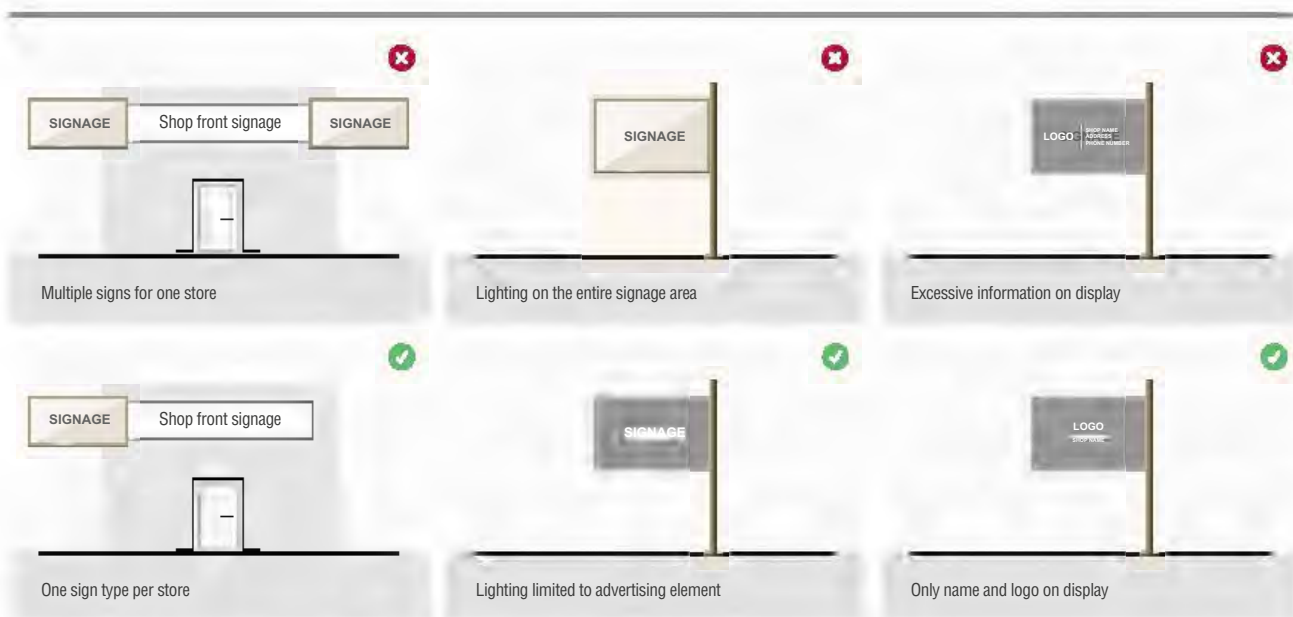 SIGNAGE
Shop front signage
SIGNAGE
Multiple signs for one store
SIGNAGE
Lighting on the entire signage area
LOGO
SHOP NAME
ADDRESS
PHONE NUMBER
Excessive information on display
SIGNAGE
Shop front signage
One sign type per store
SIGNAGE
Lighting limited to advertising element
LOGO
SHOP NAME
Only name and logo on display